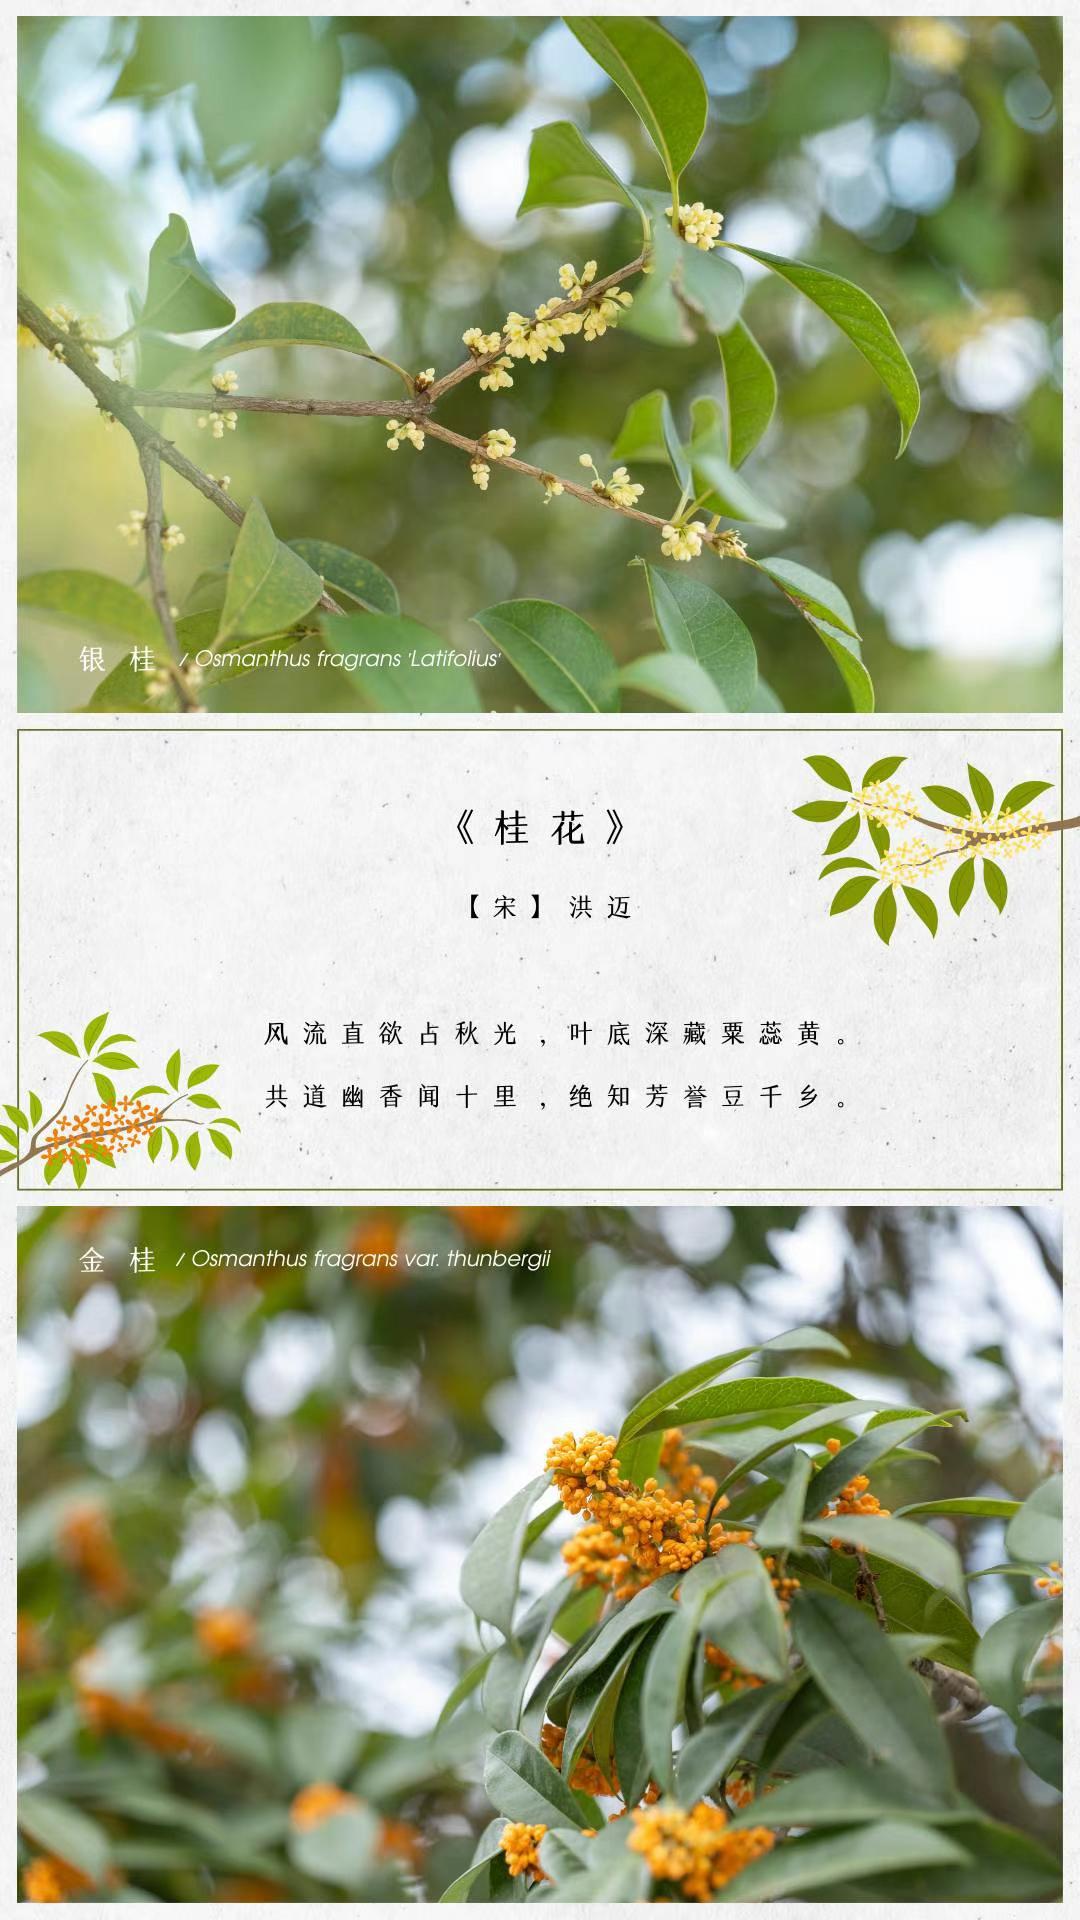 银桂 / Osmanthus fragrans 'Latifolius'
《桂花》
【宋】洪迈
风流直欲占秋光，叶底深藏粟蕊黄。
共道幽香闻十里，绝知芳誉亘千乡。
金桂 / Osmanthus fragrans var. thunbergii